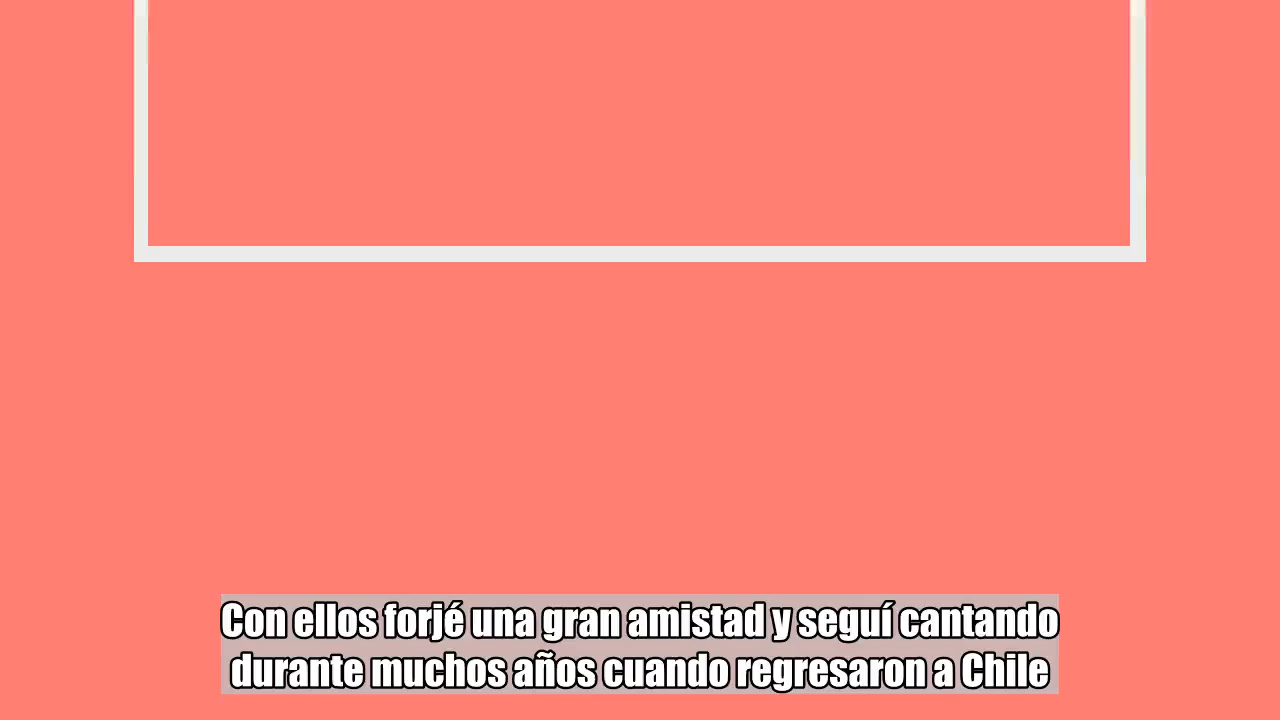 Con ellos forjé una gran amistad y seguí cantando
durante muchos años cuando regresaron a Chile